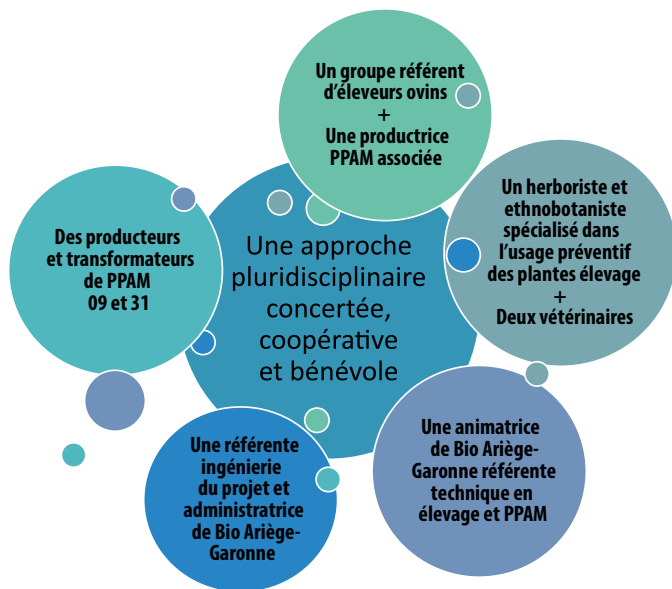 Un groupe référent
d'éleveurs ovins
+
Une productrice
PPAM associée
Un herboriste et
ethnobotaniste
spécialisé dans
l'usage préventif
des plantes élevage
+
Deux vétérinaires
Des producteurs
et transformateurs
de PPAM
09 et 31
Une approche
pluridisciplinaire
concertée,
coopérative
et bénévole
Une référente
ingénierie
du projet et
administratrice
de Bio Ariège-
Garonne
Une animatrice
de Bio Ariège-
Garonne référente
technique en
élevage et PPAM